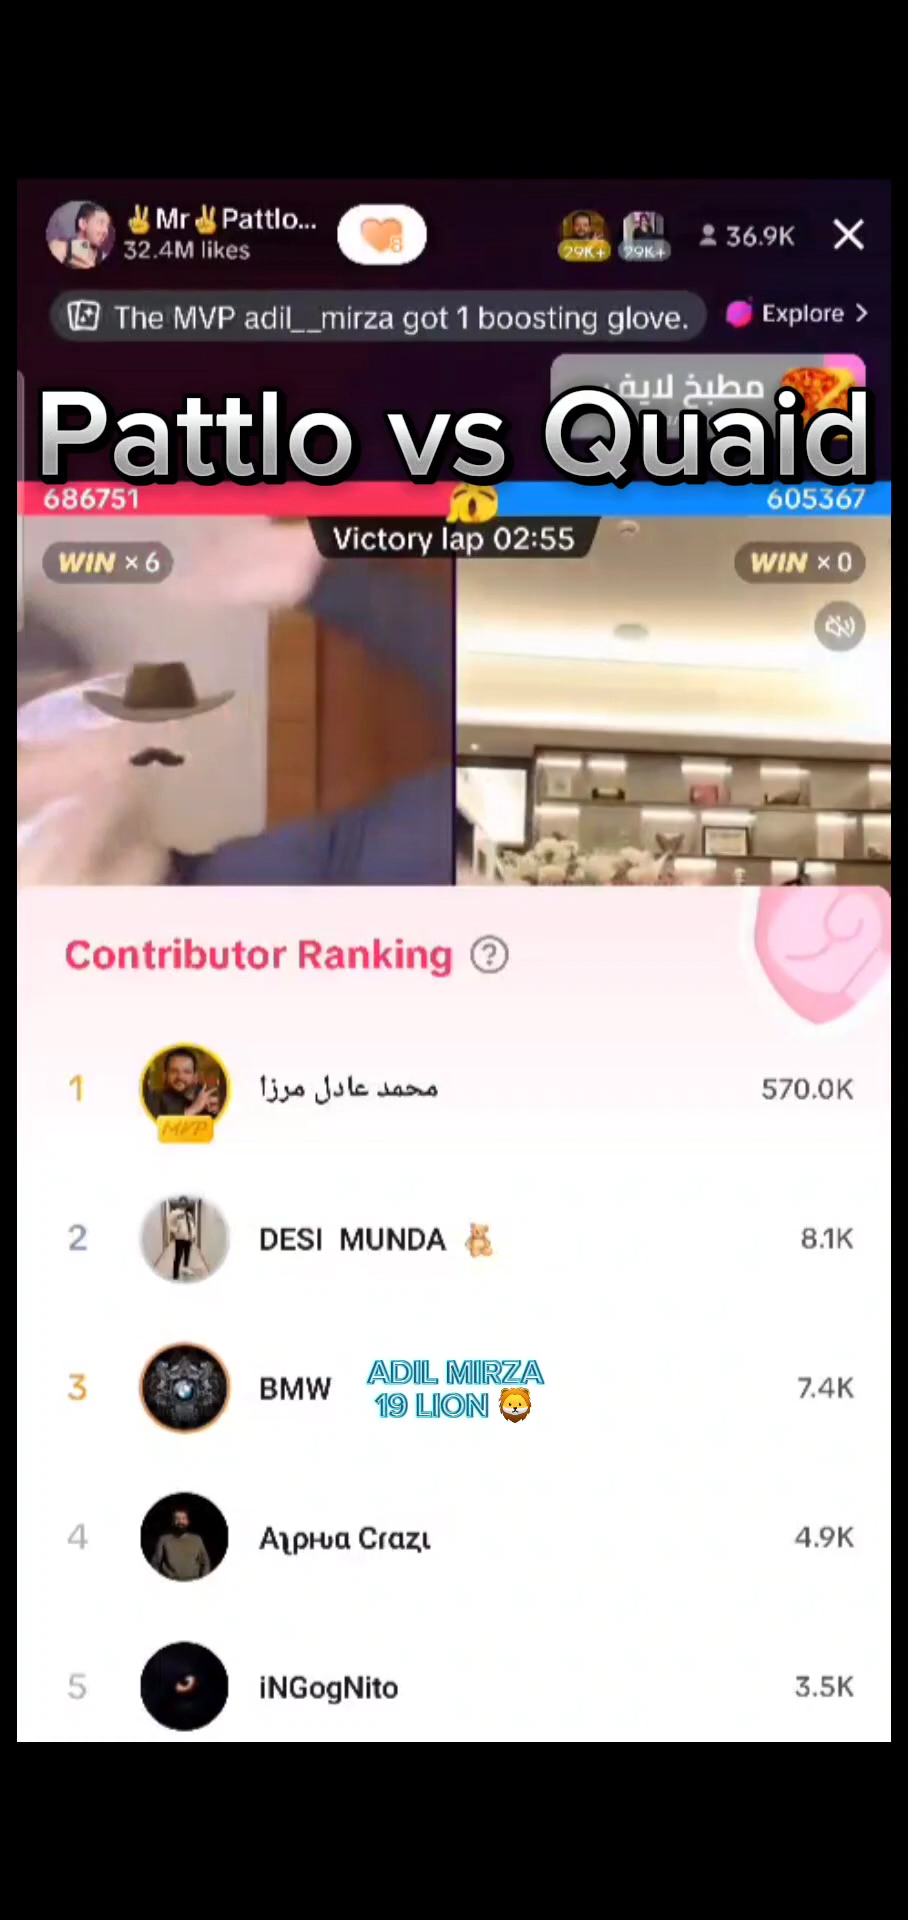 ✌Mr✌Pattlo...
32.4M likes
8
29K+
29K+
36.9K
The MVP adil__mirza got 1 boosting glove.
Explore >
مطبخ لايف
Pattlo vs Quaid
686751
605367
Victory lap 02:55
WIN × 6
WIN × 0
Contributor Ranking ?
1 محمد عادل مرزا 570.0K
MVP
2 DESI MUNDA 🧸 8.1K
3 BMW 7.4K
ADIL MIRZA
19 LION 🦁
4 Aʅρԋα Crαzι 4.9K
5 iNGogNito 3.5K